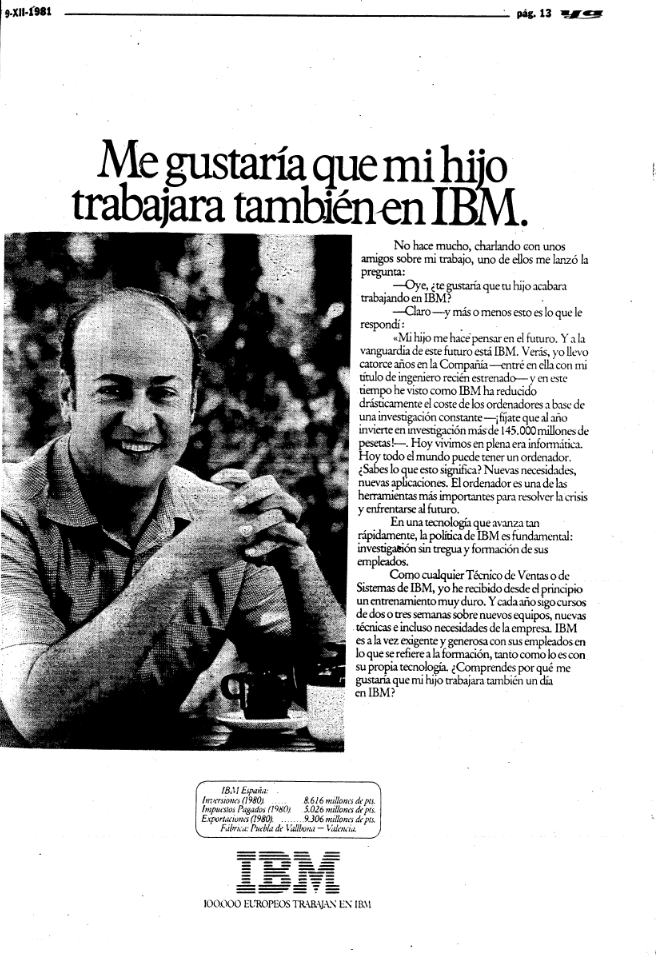 9-XII-1981
pág. 13 ya
Me gustaría que mi hijo
trabajara también en IBM.
No hace mucho, charlando con unos
amigos sobre mi trabajo, uno de ellos me lanzó la
pregunta:
—Oye, ¿te gustaría que tu hijo acabara
trabajando en IBM?
—Claro —y más o menos esto es lo que le
respondí:
«Mi hijo me hace pensar en el futuro. Y a la
vanguardia de este futuro está IBM. Verás, yo llevo
catorce años en la Compañía —entré en ella con mi
título de ingeniero recién estrenado— y en este
tiempo he visto como IBM ha reducido
drásticamente el coste de los ordenadores a base de
una investigación constante —¡fíjate que al año
invierte en investigación más de 145.000 millones de
pesetas!—. Hoy vivimos en plena era informática.
Hoy todo el mundo puede tener un ordenador.
¿Sabes lo que esto significa? Nuevas necesidades,
nuevas aplicaciones. El ordenador es una de las
herramientas más importantes para resolver la crisis
y enfrentarse al futuro.
En una tecnología que avanza tan
rápidamente, la política de IBM es fundamental:
investigación sin tregua y formación de sus
empleados.
Como cualquier Técnico de Ventas o de
Sistemas de IBM, yo he recibido desde el principio
un entrenamiento muy duro. Y cada año sigo cursos
de dos o tres semanas sobre nuevos equipos, nuevas
técnicas e incluso necesidades de la empresa. IBM
es a la vez exigente y generosa con sus empleados en
lo que se refiere a la formación, tanto como lo es con
su propia tecnología. ¿Comprendes por qué me
gustaría que mi hijo trabajara también un día
en IBM?
IBM España:
Inversiones (1980): 8.616 millones de pts.
Impuestos Pagados (1980): 5.026 millones de pts.
Exportaciones (1980). ........9.306 millones de pts.
Fábrica: Puebla de Vallbona — Valencia.
IBM
100.000 EUROPEOS TRABAJAN EN IBM